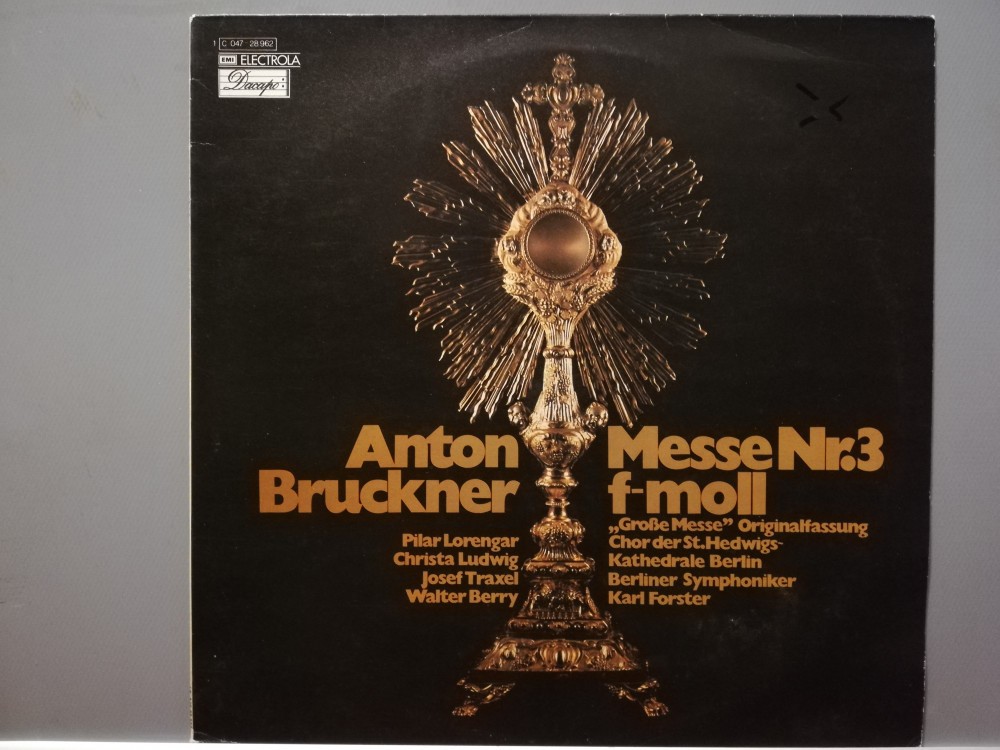 1 C 047-28 962
EMI ELECTROLA
Dacapo
Anton
Bruckner
Messe Nr.3
f-moll
„Große Messe” Originalfassung
Pilar Lorengar
Christa Ludwig
Josef Traxel
Walter Berry
Chor der St. Hedwigs-
Kathedrale Berlin
Berliner Symphoniker
Karl Forster